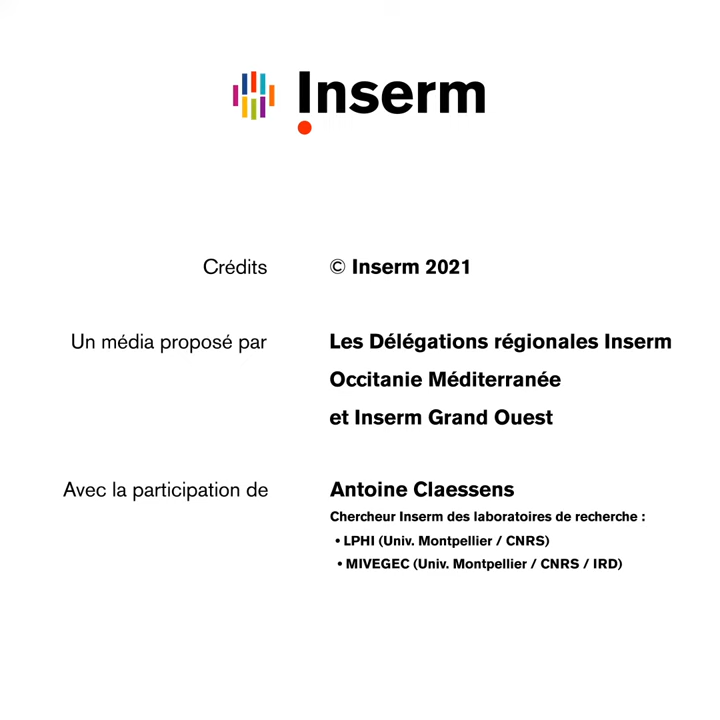 Inserm
Crédits © Inserm 2021
Un média proposé par Les Délégations régionales Inserm
Occitanie Méditerranée
et Inserm Grand Ouest
Avec la participation de Antoine Claessens
Chercheur Inserm des laboratoires de recherche :
• LPHI (Univ. Montpellier / CNRS)
• MIVEGEC (Univ. Montpellier / CNRS / IRD)